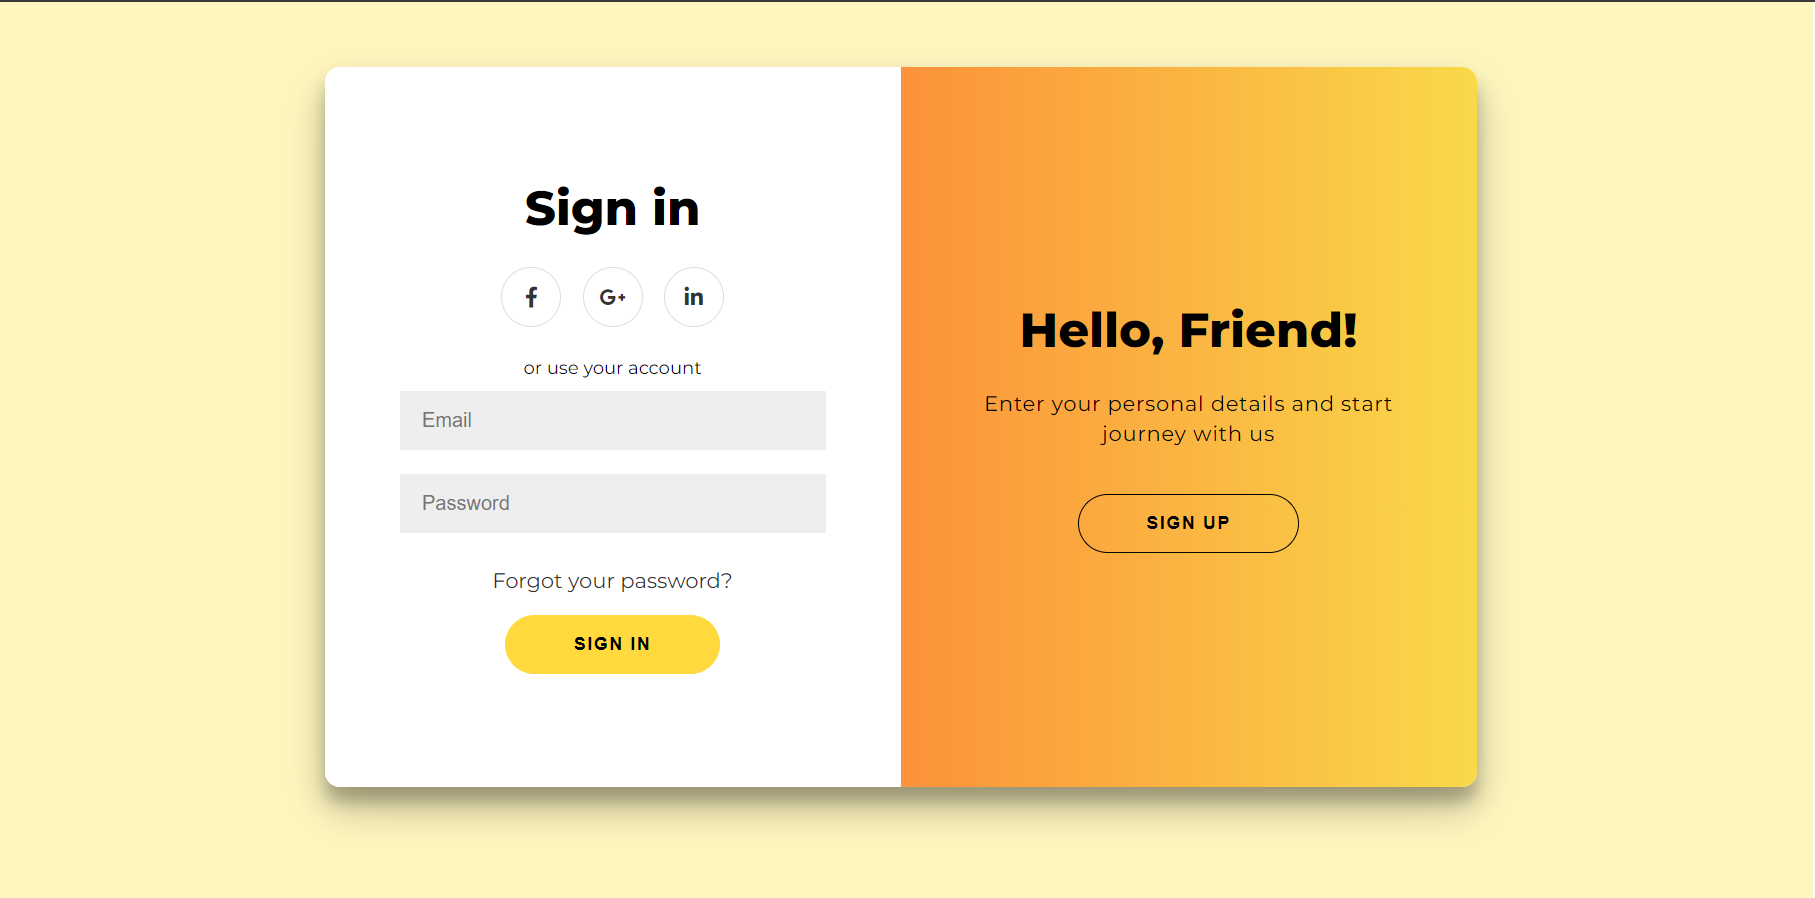 Sign in
f G+ in
or use your account
Email
Password
Forgot your password?
SIGN IN
Hello, Friend!
Enter your personal details and start
journey with us
SIGN UP